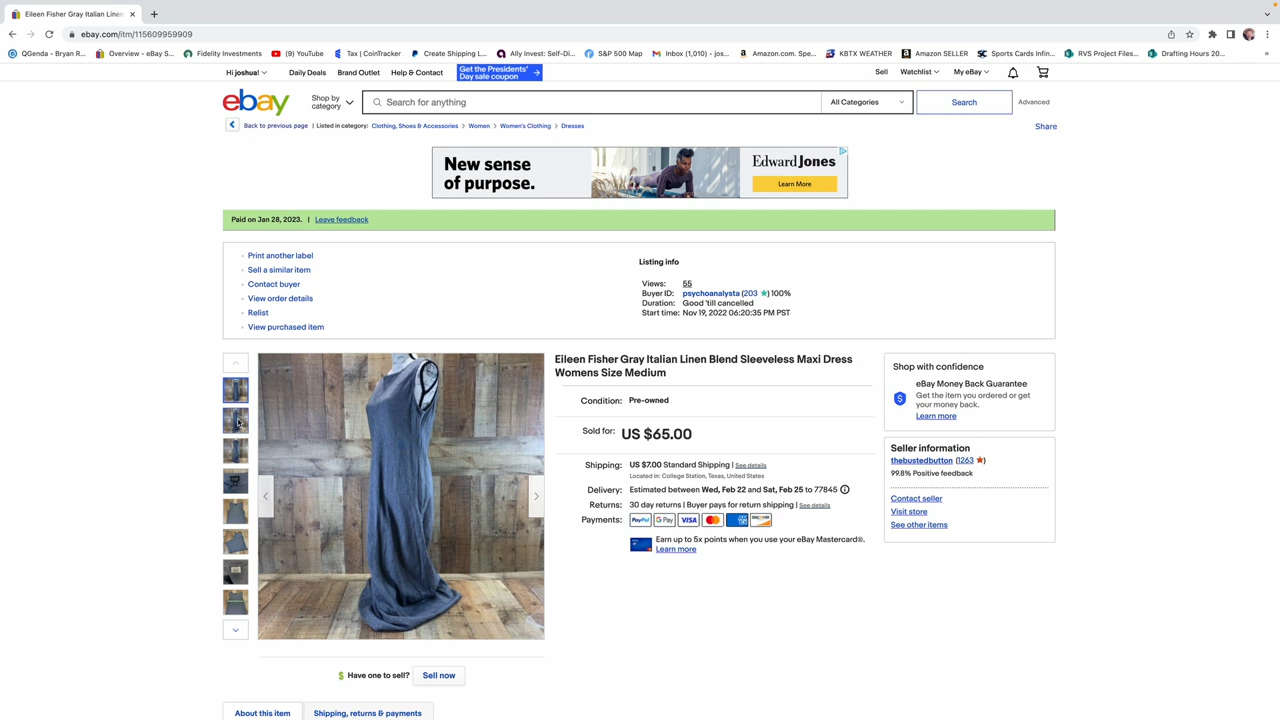 Eileen Fisher Gray Italian Linen
ebay.com/itm/115609959909
QGenda - Bryan R...
Overview - eBay S...
Fidelity Investments
(9) YouTube
Tax | CoinTracker
Create Shipping L...
Ally Invest: Self-Di...
S&P 500 Map
Inbox (1,010) - jos...
Amazon.com. Spe...
KBTX WEATHER
Amazon SELLER
Sports Cards Infin...
RVS Project Files...
Drafting Hours 20...
Hi joshua!
Daily Deals
Brand Outlet
Help & Contact
Get the Presidents'
Day sale coupon
Sell
Watchlist
My eBay
ebay
Shop by
category
Search for anything
All Categories
Search
Advanced
Back to previous page | Listed in category: Clothing, Shoes & Accessories > Women > Women's Clothing > Dresses
Share
New sense
of purpose.
Edward Jones
Learn More
Paid on Jan 28, 2023. | Leave feedback
Print another label
Sell a similar item
Contact buyer
View order details
Relist
View purchased item
Listing info
Views: 55
Buyer ID: psychoanalysta (203 ) 100%
Duration: Good 'till cancelled
Start time: Nov 19, 2022 06:20:35 PM PST
Eileen Fisher Gray Italian Linen Blend Sleeveless Maxi Dress
Womens Size Medium
Condition: Pre-owned
Sold for: US $65.00
Shipping: US $7.00 Standard Shipping | See details
Located in: College Station, Texas, United States
Delivery: Estimated between Wed, Feb 22 and Sat, Feb 25 to 77845
Returns: 30 day returns | Buyer pays for return shipping | See details
Payments: PayPal G Pay VISA
Earn up to 5x points when you use your eBay Mastercard®.
Learn more
Shop with confidence
eBay Money Back Guarantee
Get the item you ordered or get
your money back.
Learn more
Seller information
thebustedbutton (1263 )
99.8% Positive feedback
Contact seller
Visit store
See other items
Have one to sell? Sell now
About this item
Shipping, returns & payments